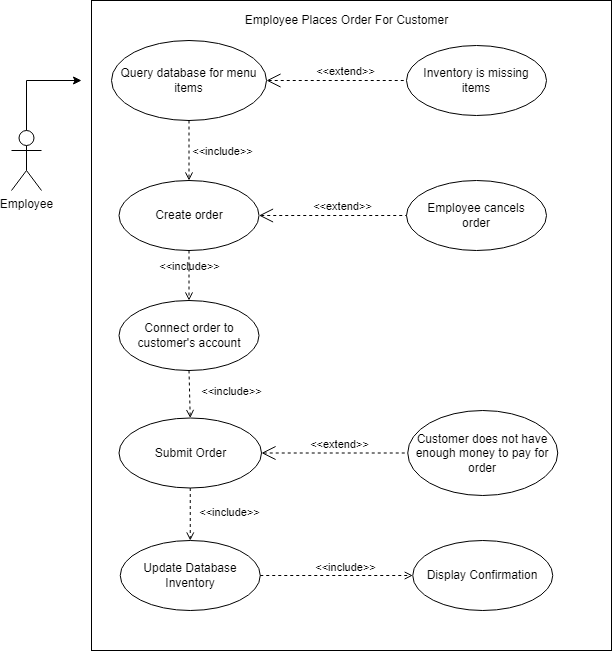 Employee Places Order For Customer
Query database for menu
items
<<extend>>
Inventory is missing
items
<<include>>
Employee
Create order
<<extend>>
Employee cancels
order
<<include>>
Connect order to
customer's account
<<include>>
Submit Order
<<extend>>
Customer does not have
enough money to pay for
order
<<include>>
Update Database
Inventory
<<include>>
Display Confirmation